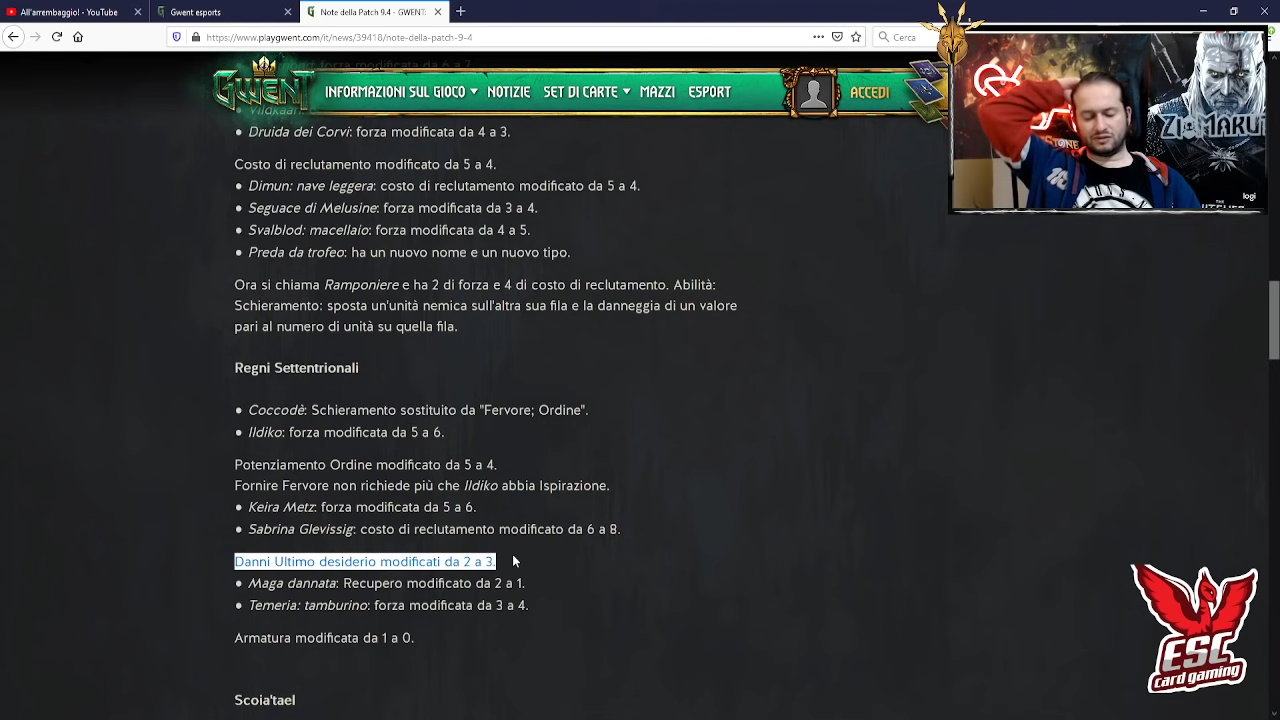 All'arrembaggio! - YouTube
Gwent esports
Note della Patch 9.4 - GWENT:
https://www.playgwent.com/it/news/39418/note-della-patch-9-4
Cerca
GWENT
INFORMAZIONI SUL GIOCO NOTIZIE SET DI CARTE MAZZI ESPORT
ACCEDI
• Druida dei Corvi: forza modificata da 4 a 3.
Costo di reclutamento modificato da 5 a 4.
• Dimun: nave leggera: costo di reclutamento modificato da 5 a 4.
• Seguace di Melusine: forza modificata da 3 a 4.
• Svalblod: macellaio: forza modificata da 4 a 5.
• Preda da trofeo: ha un nuovo nome e un nuovo tipo.
Ora si chiama Ramponiere e ha 2 di forza e 4 di costo di reclutamento. Abilità:
Schieramento: sposta un'unità nemica sull'altra sua fila e la danneggia di un valore
pari al numero di unità su quella fila.
Regni Settentrionali
• Coccodè: Schieramento sostituito da "Fervore; Ordine".
• Ildiko: forza modificata da 5 a 6.
Potenziamento Ordine modificato da 5 a 4.
Fornire Fervore non richiede più che Ildiko abbia Ispirazione.
• Keira Metz: forza modificata da 5 a 6.
• Sabrina Glevissig: costo di reclutamento modificato da 6 a 8.
Danni Ultimo desiderio modificati da 2 a 3.
• Maga dannata: Recupero modificato da 2 a 1.
• Temeria: tamburino: forza modificata da 3 a 4.
Armatura modificata da 1 a 0.
Scoia'tael
logi
ESC
card gaming